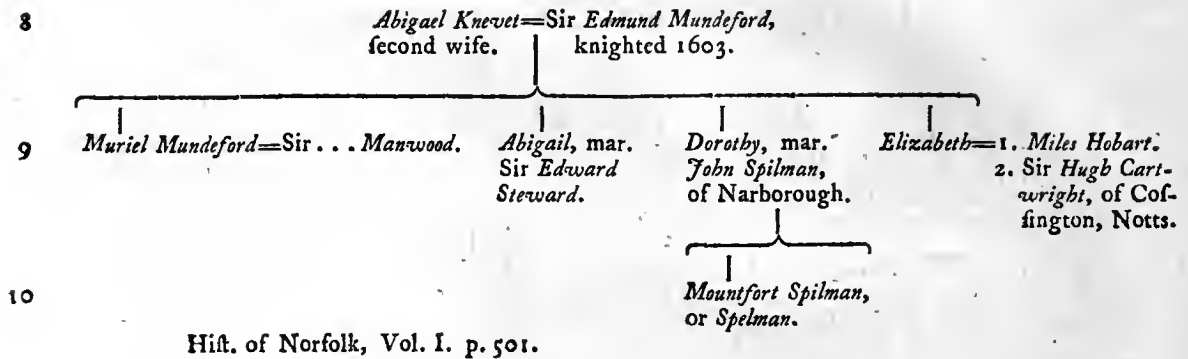 8 Abigael Knevet=Sir Edmund Mundeford,
ſecond wife. knighted 1603.
9 Muriel Mundeford=Sir . . . Manwood. Abigail, mar. Dorothy, mar. Elizabeth=1. Miles Hobart.
Sir Edward John Spilman, 2. Sir Hugh Cart-
Steward. of Narborough. wright, of Coſ-
ſington, Notts.
10 Mountfort Spilman,
or Spelman.
Hiſt. of Norfolk, Vol. I. p. 501.